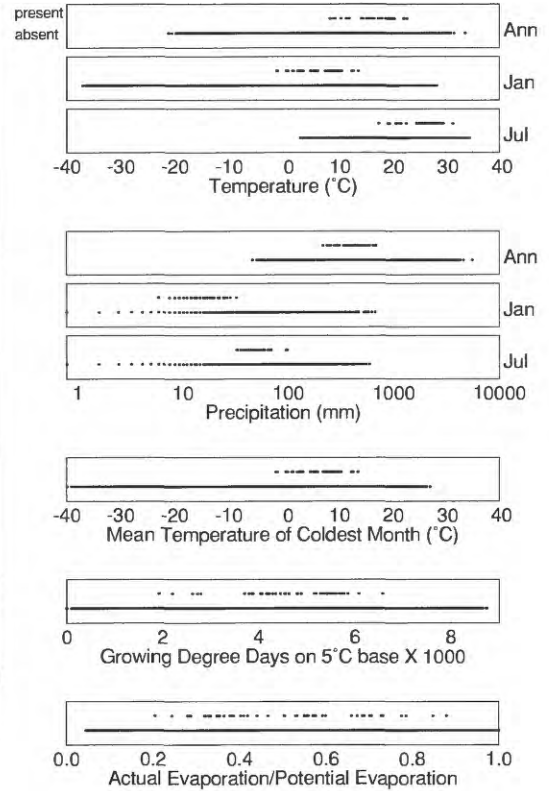 present
absent
Ann
Jan
Jul
-40 -30 -20 -10 0 10 20 30 40
Temperature (˚C)
Ann
Jan
Jul
1 10 100 1000 10000
Precipitation (mm)
-40 -30 -20 -10 0 10 20 30 40
Mean Temperature of Coldest Month (˚C)
0 2 4 6 8
Growing Degree Days on 5˚C base X 1000
0.0 0.2 0.4 0.6 0.8 1.0
Actual Evaporation/Potential Evaporation